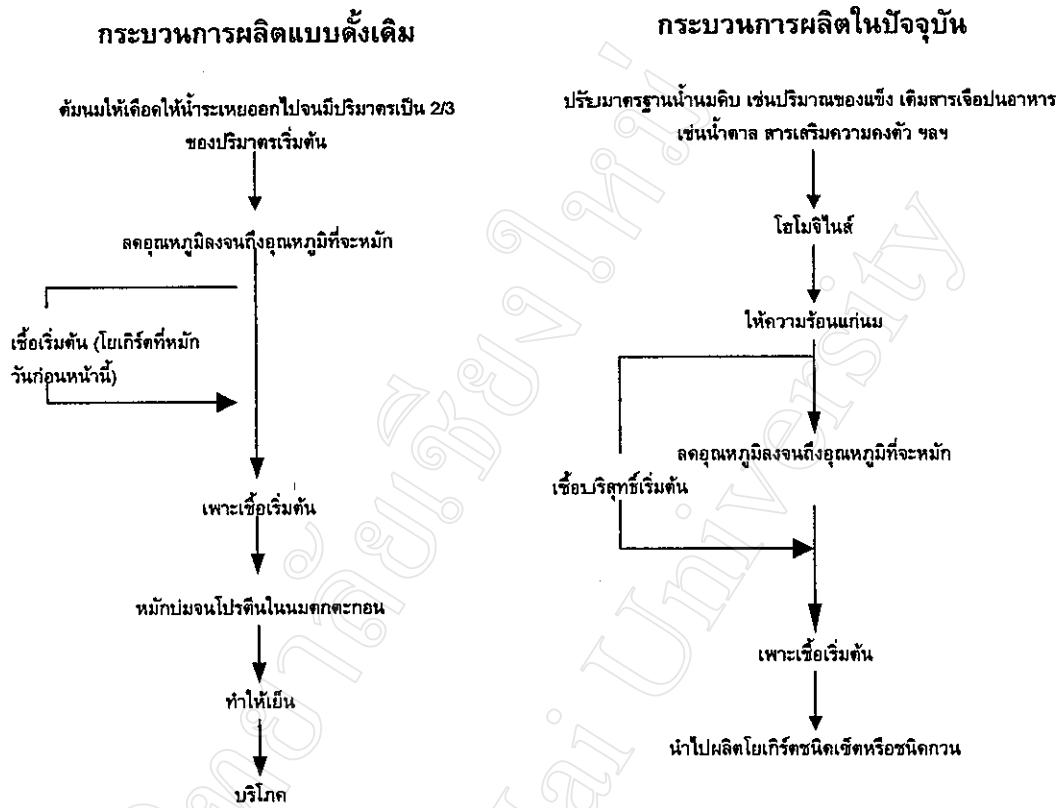 กระบวนการผลิตแบบดั้งเดิม
ต้มนมให้เดือดให้น้ำระเหยออกไปจนมีปริมาตรเป็น 2/3
ของปริมาตรเริ่มต้น
ลดอุณหภูมิลงจนถึงอุณหภูมิที่จะหมัก
เชื้อเริ่มต้น (โยเกิร์ตที่หมัก
วันก่อนหน้านี้)
เพาะเชื้อเริ่มต้น
หมักบ่มจนโปรตีนในนมตกตะกอน
ทำให้เย็น
บริโภค
กระบวนการผลิตในปัจจุบัน
ปรับมาตรฐานน้ำนมดิบ เช่นปริมาณของแข็ง เติมสารเจือปนอาหาร
เช่นน้ำตาล สารเสริมความคงตัว ฯลฯ
โฮโมจิไนส์
ให้ความร้อนแก่นม
ลดอุณหภูมิลงจนถึงอุณหภูมิที่จะหมัก
เชื้อบริสุทธิ์เริ่มต้น
เพาะเชื้อเริ่มต้น
นำไปผลิตโยเกิร์ตชนิดเซ็ตหรือชนิดกวน
วิทยาลัยเชียงใหม่
Mai University